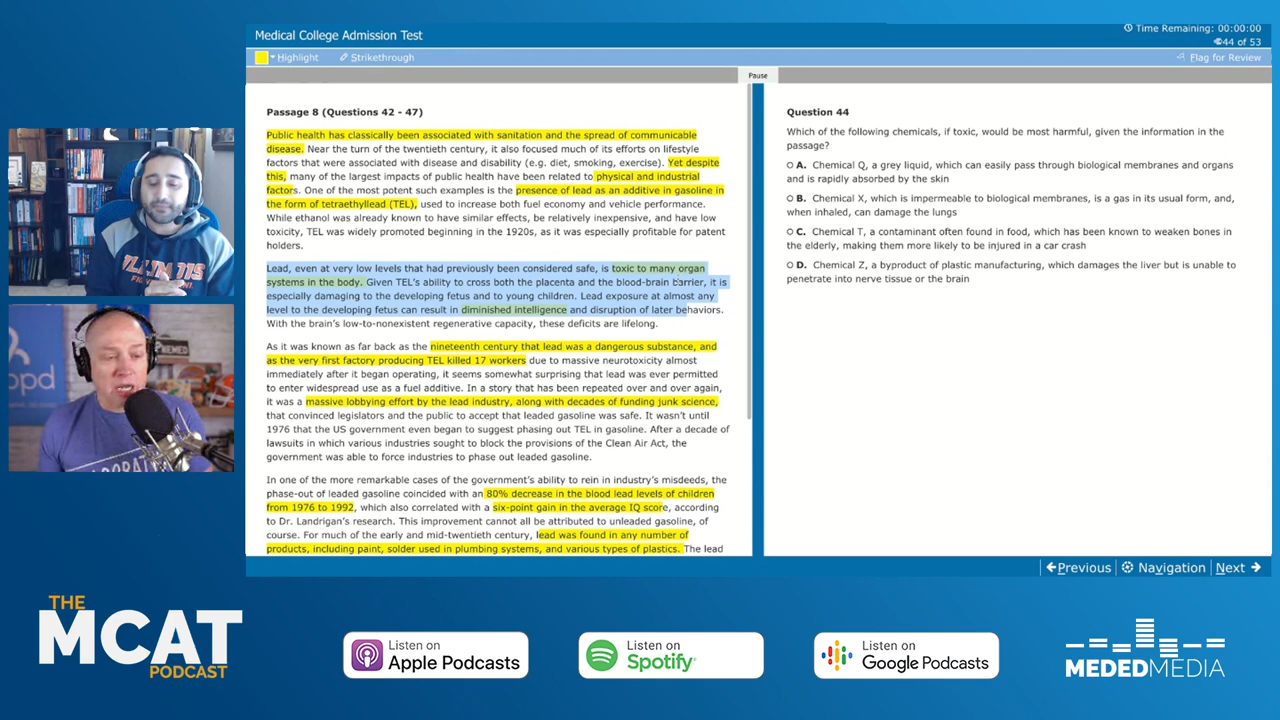 Medical College Admission Test
Time Remaining: 00:00:00
44 of 53
Highlight
Strikethrough
Flag for Review
Pause
Passage 8 (Questions 42 - 47)
Public health has classically been associated with sanitation and the spread of communicable
disease. Near the turn of the twentieth century, it also focused much of its efforts on lifestyle
factors that were associated with disease and disability (e.g. diet, smoking, exercise). Yet despite
this, many of the largest impacts of public health have been related to physical and industrial
factors. One of the most potent such examples is the presence of lead as an additive in gasoline in
the form of tetraethyllead (TEL), used to increase both fuel economy and vehicle performance.
While ethanol was already known to have similar effects, be relatively inexpensive, and have low
toxicity, TEL was widely promoted beginning in the 1920s, as it was especially profitable for patent
holders.
Lead, even at very low levels that had previously been considered safe, is toxic to many organ
systems in the body. Given TEL's ability to cross both the placenta and the blood-brain barrier, it is
especially damaging to the developing fetus and to young children. Lead exposure at almost any
level to the developing fetus can result in diminished intelligence and disruption of later behaviors.
With the brain's low-to-nonexistent regenerative capacity, these deficits are lifelong.
As it was known as far back as the nineteenth century that lead was a dangerous substance, and
as the very first factory producing TEL killed 17 workers due to massive neurotoxicity almost
immediately after it began operating, it seems somewhat surprising that lead was ever permitted
to enter widespread use as a fuel additive. In a story that has been repeated over and over again,
it was a massive lobbying effort by the lead industry, along with decades of funding junk science,
that convinced legislators and the public to accept that leaded gasoline was safe. It wasn't until
1976 that the US government even began to suggest phasing out TEL in gasoline. After a decade of
lawsuits in which various industries sought to block the provisions of the Clean Air Act, the
government was able to force industries to phase out leaded gasoline.
In one of the more remarkable cases of the government's ability to rein in industry's misdeeds, the
phase-out of leaded gasoline coincided with an 80% decrease in the blood lead levels of children
from 1976 to 1992, which also correlated with a six-point gain in the average IQ score, according
to Dr. Landrigan's research. This improvement cannot all be attributed to unleaded gasoline, of
course. For much of the early and mid-twentieth century, lead was found in any number of
products, including paint, solder used in plumbing systems, and various types of plastics. The lead
Question 44
Which of the following chemicals, if toxic, would be most harmful, given the information in the
passage?
A. Chemical Q, a grey liquid, which can easily pass through biological membranes and organs
and is rapidly absorbed by the skin
B. Chemical X, which is impermeable to biological membranes, is a gas in its usual form, and,
when inhaled, can damage the lungs
C. Chemical T, a contaminant often found in food, which has been known to weaken bones in
the elderly, making them more likely to be injured in a car crash
D. Chemical Z, a byproduct of plastic manufacturing, which damages the liver but is unable to
penetrate into nerve tissue or the brain
Previous
Navigation
Next
THE
MCAT
PODCAST
Listen on
Apple Podcasts
Listen on
Spotify
Listen on
Google Podcasts
MEDEDMEDIA